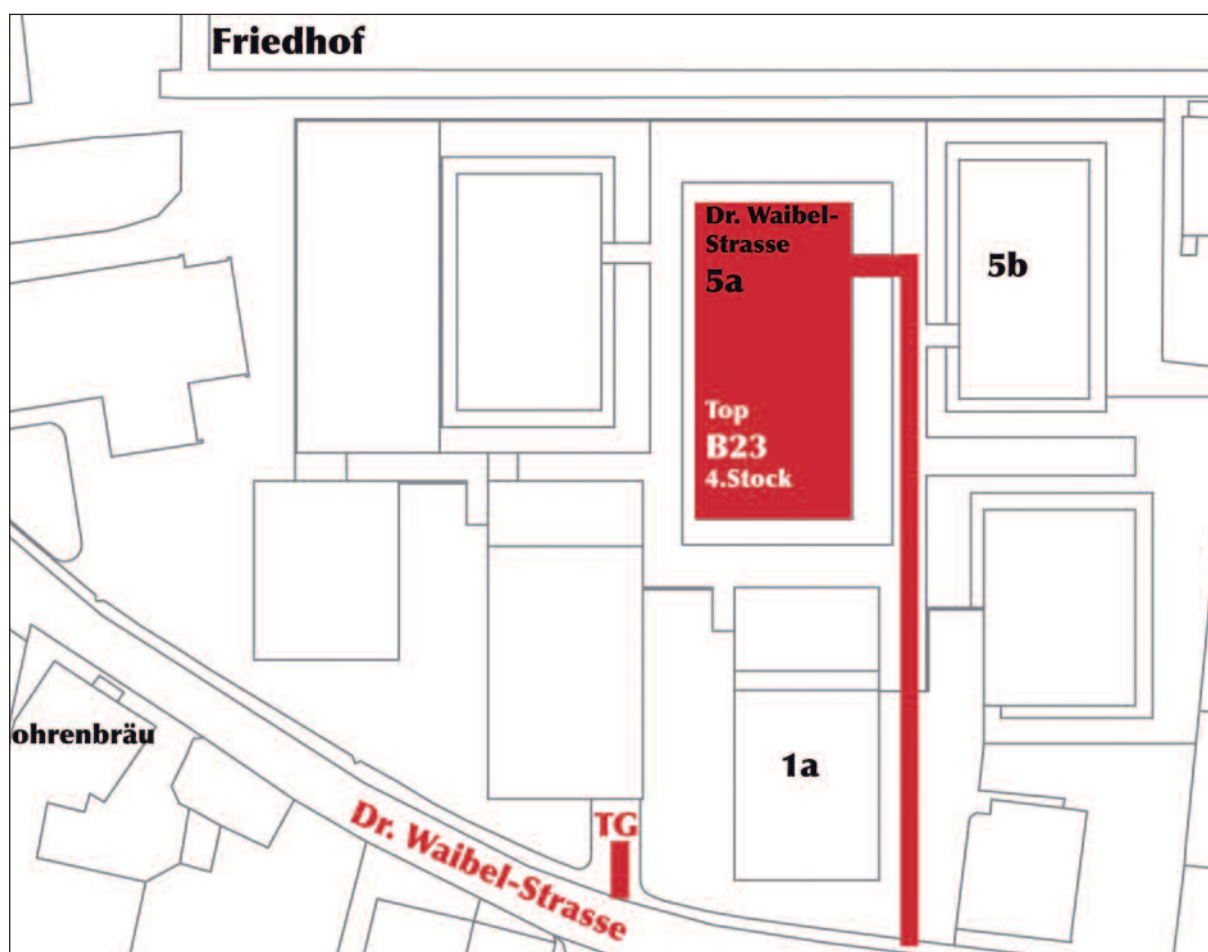 Friedhof
Dr. Waibel-
Strasse
5a
5b
Top
B23
4.Stock
ohrenbräu
1a
TG
Dr. Waibel-Strasse